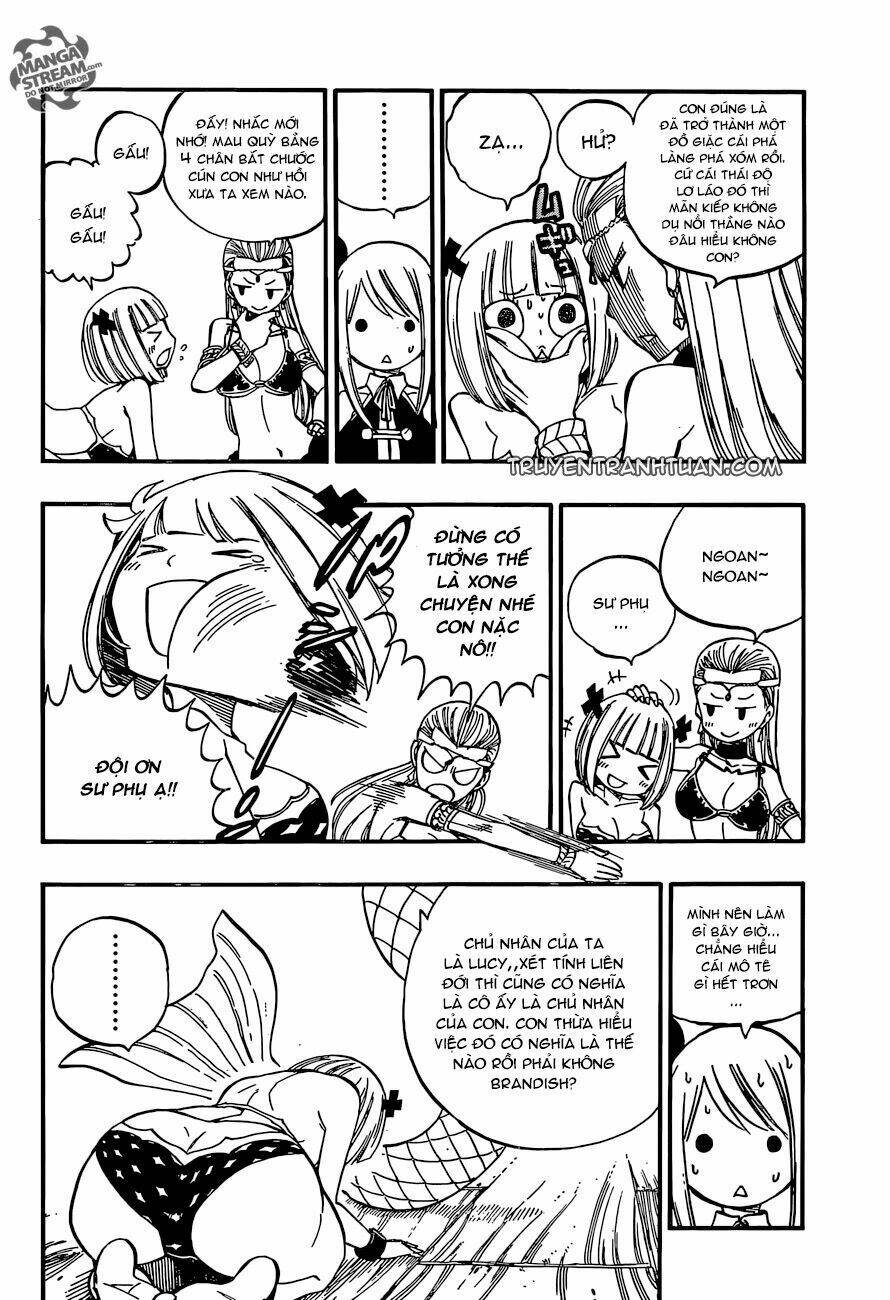 MANGA
STREAM.com
DO NOT MIRROR
CON ĐÚNG LÀ
ĐÃ TRỞ THÀNH MỘT
ĐỒ GIẶC CÁI PHÁ
LÀNG PHÁ XÓM RỒI.
CỨ CÁI THÁI ĐỘ
LƠ LÁO ĐÓ THÌ
MÃN KIẾP KHÔNG
DỤ NỔI THẰNG NÀO
ĐÂU HIỂU KHÔNG
CON?
HỬ?
ZẠ...
ムギュ
......
ĐẤY! NHẮC MỚI
NHỚ! MAU QUỲ BẰNG
4 CHÂN BẮT CHƯỚC
CÚN CON NHƯ HỒI
XƯA TA XEM NÀO.
GẤU!
GẤU!
GẤU!
TRUYENTRANHTUAN.COM
NGOAN~
NGOAN~
SƯ PHỤ
...
ĐỪNG CÓ
TƯỞNG THẾ
LÀ XONG
CHUYỆN NHÉ
CON NẶC
NÔ!!
ĐỘI ƠN
SƯ PHỤ Ạ!!
MÌNH NÊN LÀM
GÌ BÂY GIỜ...
CHẲNG HIỂU
CÁI MÔ TÊ
GÌ HẾT TRƠN
...
CHỦ NHÂN CỦA TA
LÀ LUCY,,XÉT TÍNH LIÊN
ĐỚI THÌ CŨNG CÓ NGHĨA
LÀ CÔ ẤY LÀ CHỦ NHÂN
CỦA CON. CON THỪA HIỂU
VIỆC ĐÓ CÓ NGHĨA LÀ THẾ
NÀO RỒI PHẢI KHÔNG
BRANDISH?
......